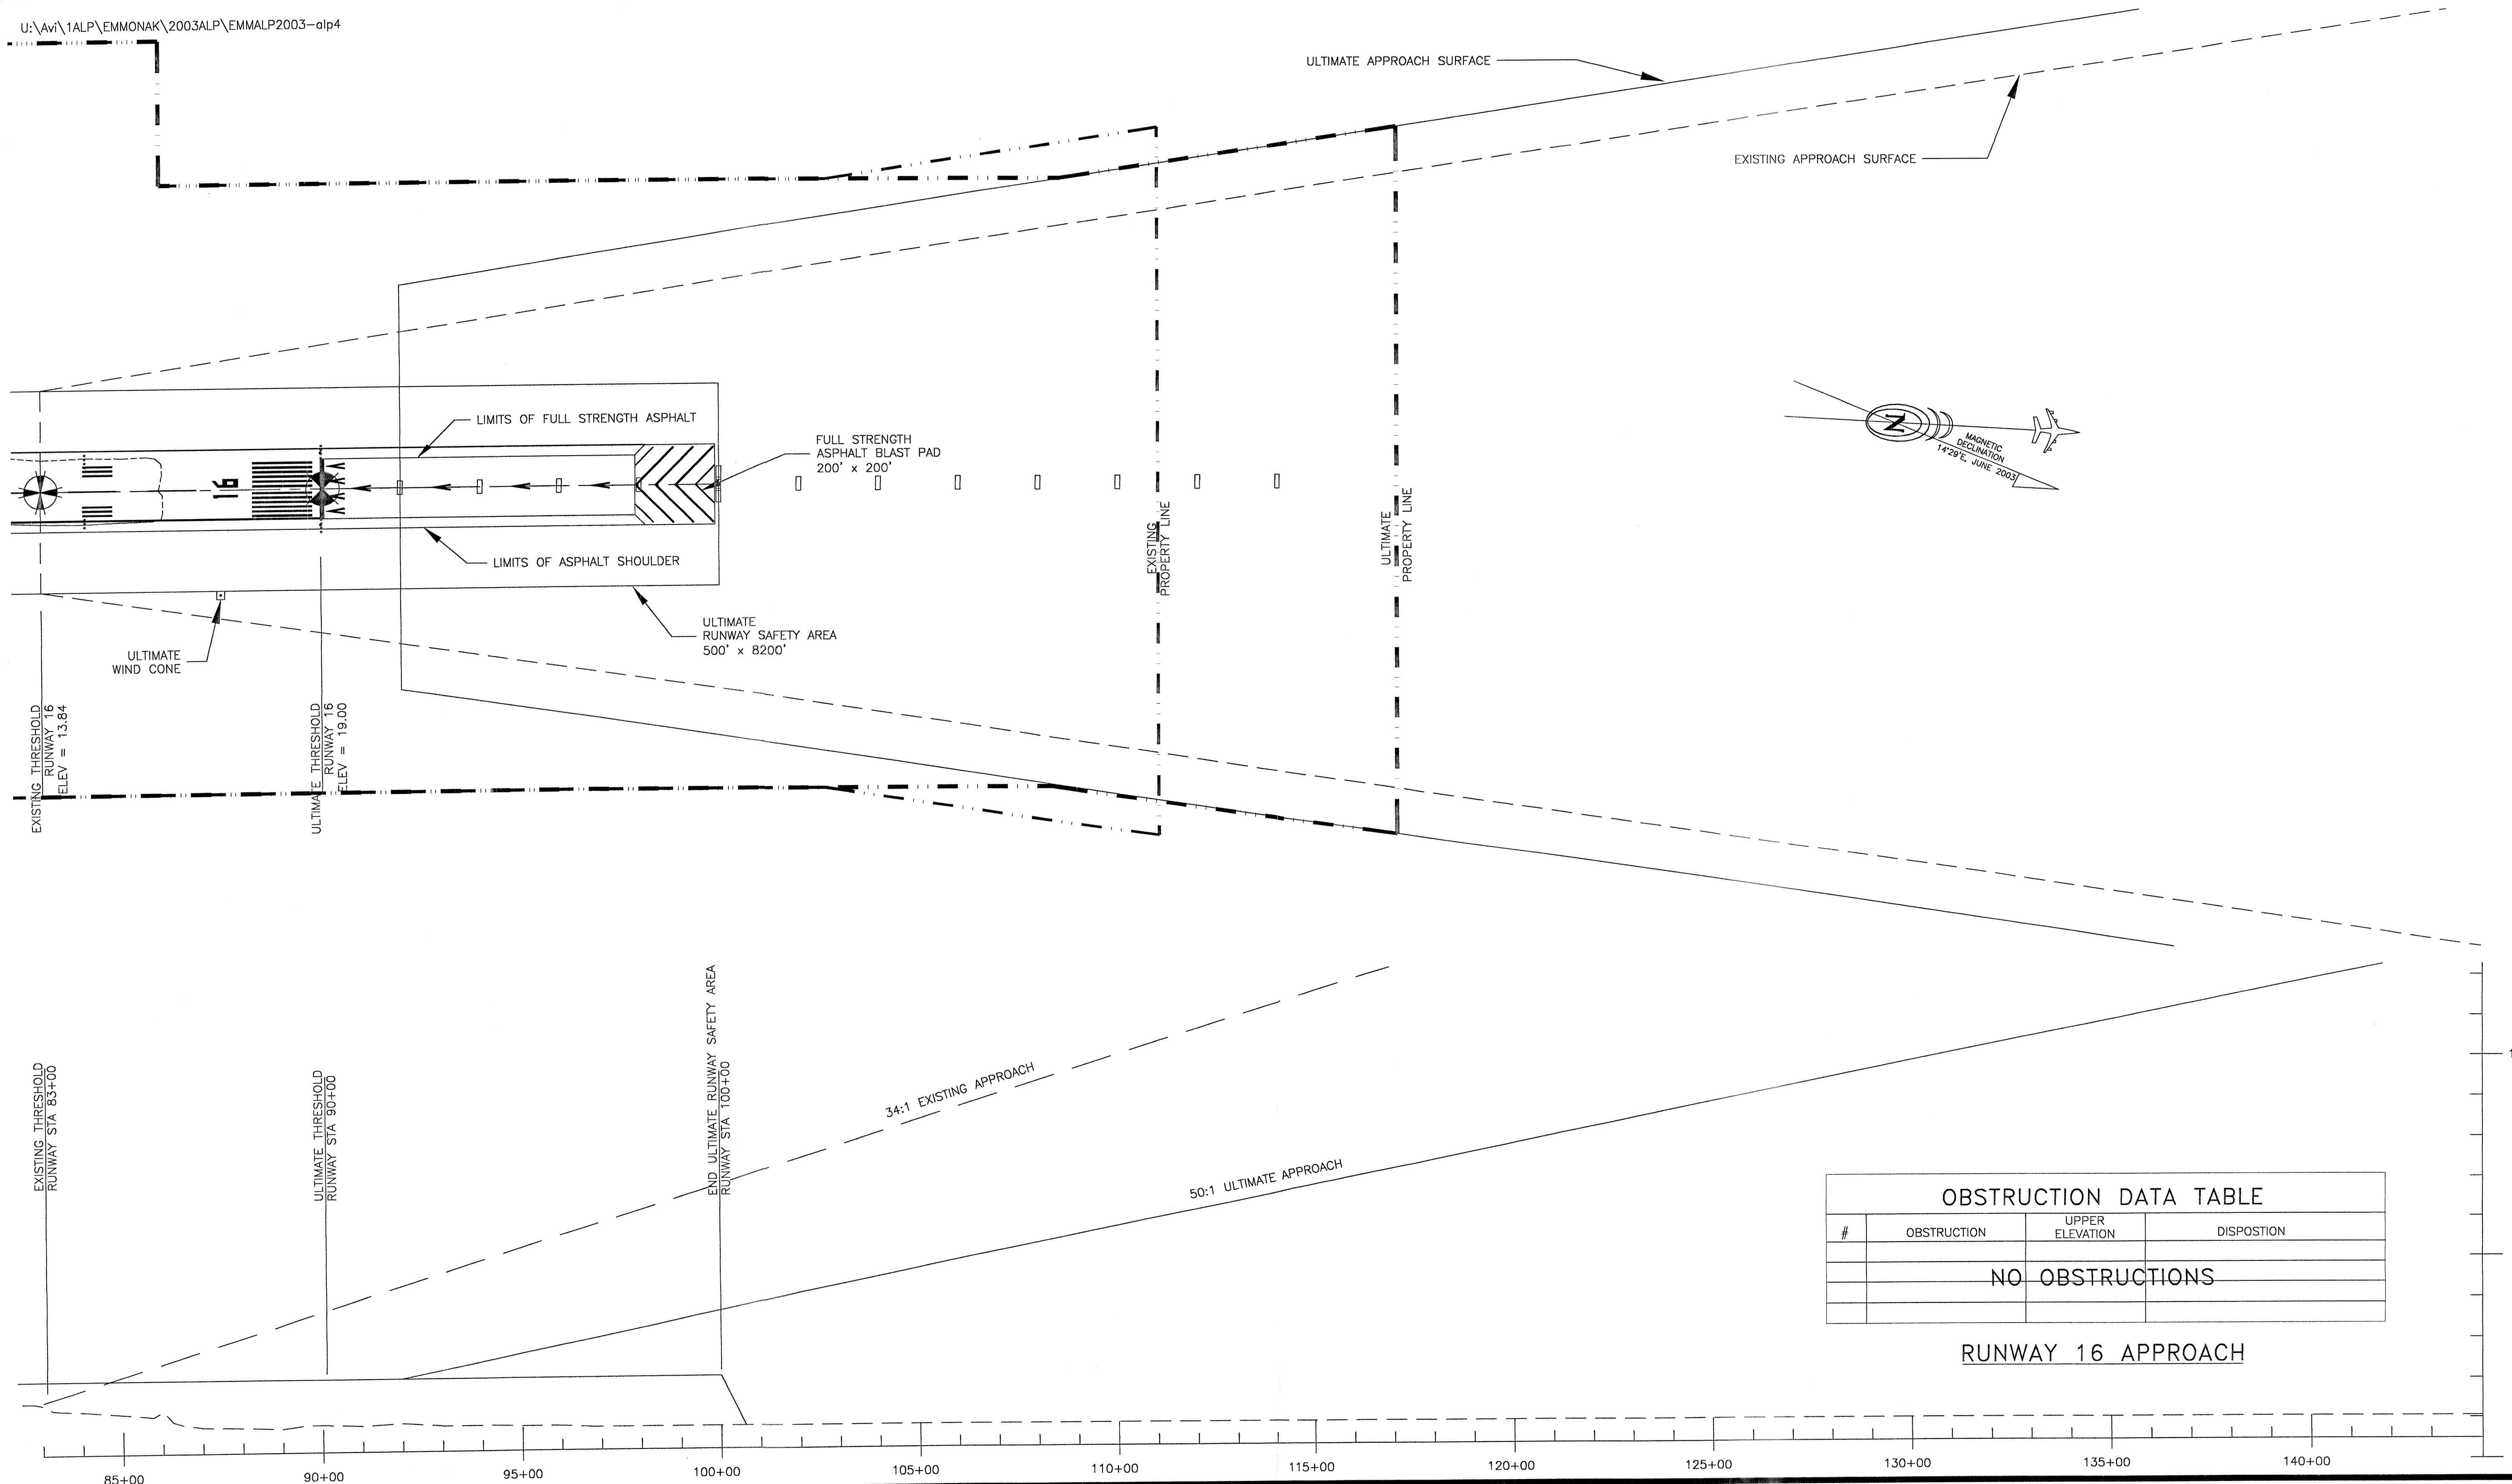 U:\Avi\1ALP\EMMONAK\2003ALP\EMMALP2003-alp4
ULTIMATE APPROACH SURFACE
EXISTING APPROACH SURFACE
LIMITS OF FULL STRENGTH ASPHALT
FULL STRENGTH
ASPHALT BLAST PAD
200' x 200'
16
N
MAGNETIC
DECLINATION
14°29'E, JUNE 2003
EXISTING
PROPERTY LINE
ULTIMATE
PROPERTY LINE
LIMITS OF ASPHALT SHOULDER
ULTIMATE
RUNWAY SAFETY AREA
500' x 8200'
ULTIMATE
WIND CONE
EXISTING THRESHOLD
RUNWAY 16
ELEV = 13.84
ULTIMATE THRESHOLD
RUNWAY 16
ELEV = 19.00
EXISTING THRESHOLD
RUNWAY STA 83+00
ULTIMATE THRESHOLD
RUNWAY STA 90+00
END ULTIMATE RUNWAY SAFETY AREA
RUNWAY STA 100+00
34:1 EXISTING APPROACH
50:1 ULTIMATE APPROACH
OBSTRUCTION DATA TABLE
# OBSTRUCTION UPPER ELEVATION DISPOSTION
NO OBSTRUCTIONS
RUNWAY 16 APPROACH
85+00 90+00 95+00 100+00 105+00 110+00 115+00 120+00 125+00 130+00 135+00 140+00